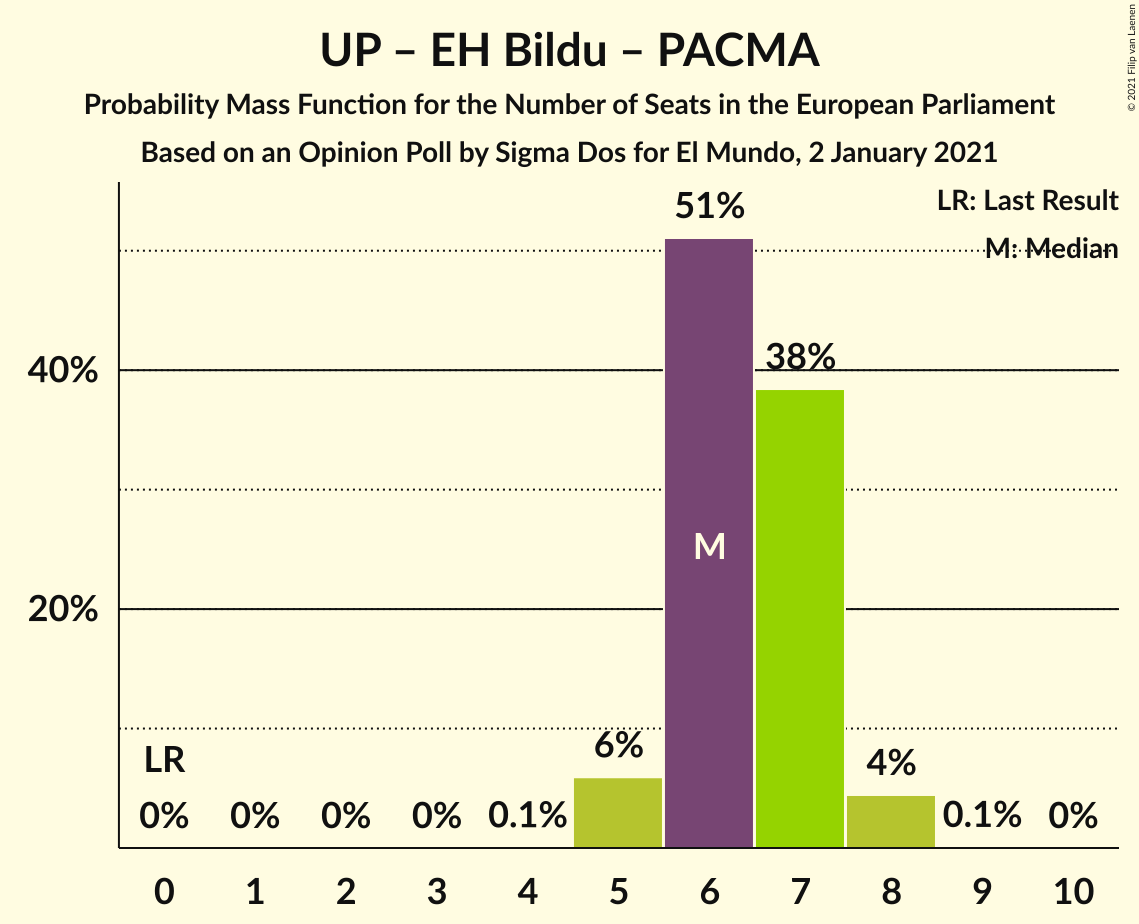 UP – EH Bildu – PACMA
Probability Mass Function for the Number of Seats in the European Parliament
Based on an Opinion Poll by Sigma Dos for El Mundo, 2 January 2021
© 2021 Filip van Laenen
LR: Last Result
M: Median
51%
40%
38%
M
20%
LR
6%
4%
0%
0%
0%
0%
0.1%
0.1%
0%
0 1 2 3 4 5 6 7 8 9 10